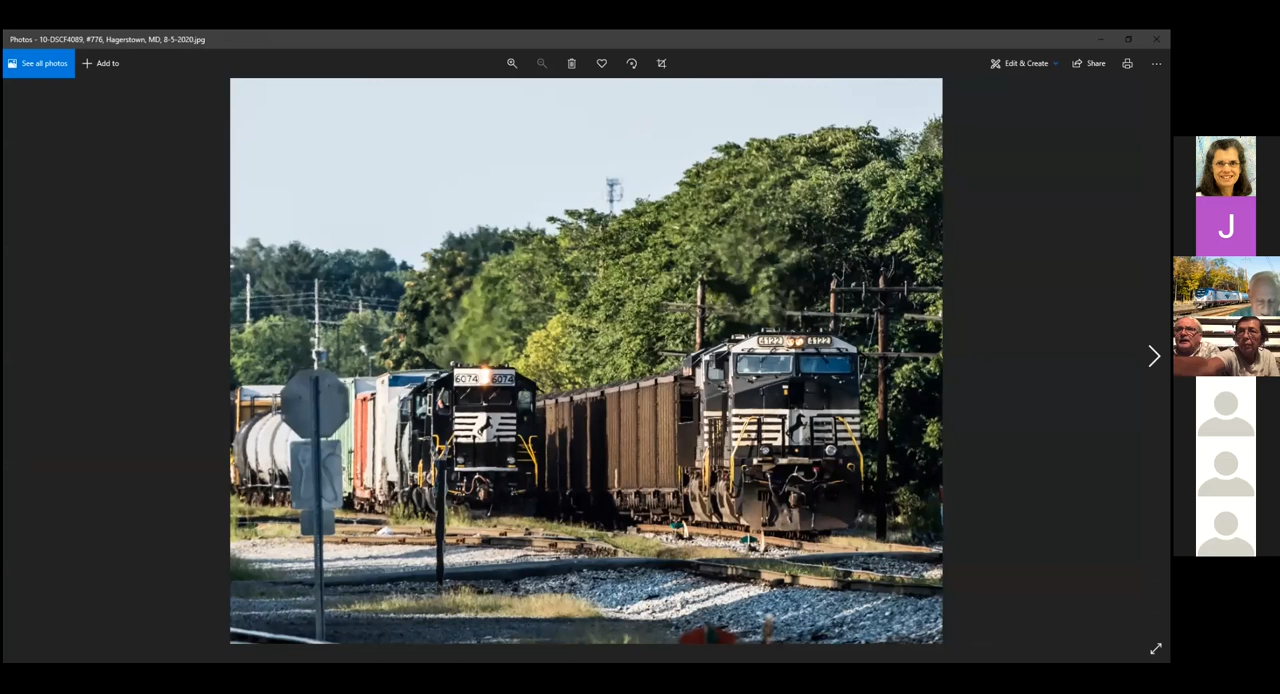 Photos - 10-DSCF4089, #776, Hagerstown, MD, 8-5-2020.jpg
See all photos
Add to
Edit & Create
Share
4122 4122
6074 6074
J